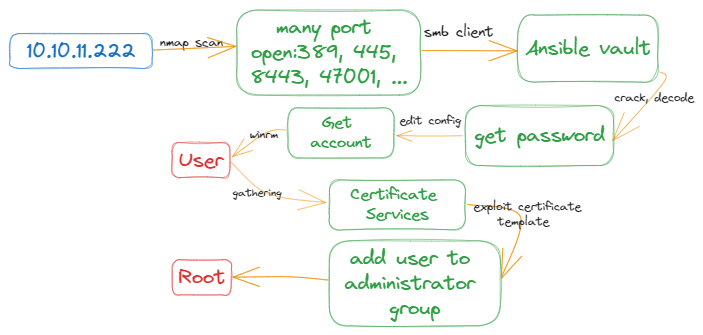 10.10.11.222
nmap scan
many port
open:389, 445,
8443, 47001, ...
smb client
Ansible vault
crack, decode
get password
edit config
Get
account
winrm
User
gathering
Certificate
Services
exploit certificate
template
add user to
administrator
group
Root